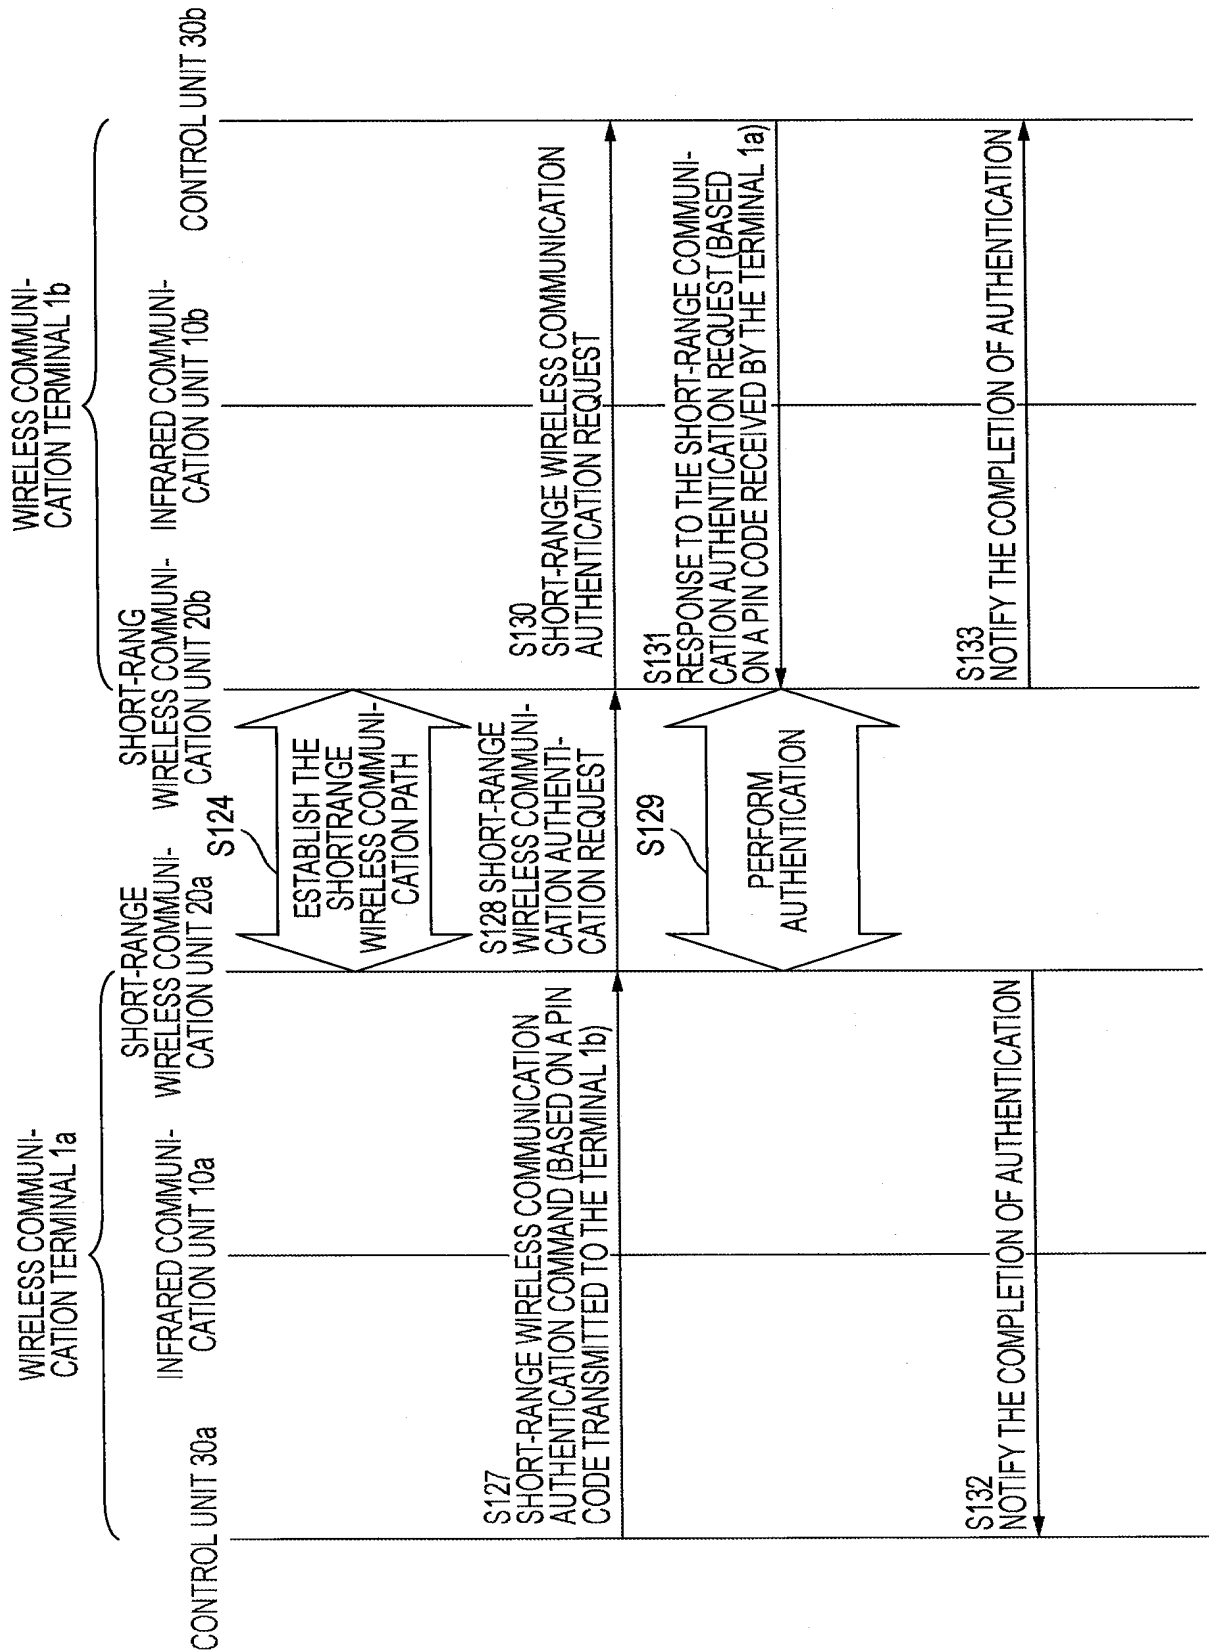 WIRELESS COMMUNI-
CATION TERMINAL 1a
WIRELESS COMMUNI-
CATION TERMINAL 1b
CONTROL UNIT 30a
INFRARED COMMUNI-
CATION UNIT 10a
SHORT-RANGE
WIRELESS COMMUNI-
CATION UNIT 20a
SHORT-RANG
WIRELESS COMMUNI-
CATION UNIT 20b
INFRARED COMMUNI-
CATION UNIT 10b
CONTROL UNIT 30b
S124
ESTABLISH THE
SHORTRANGE
WIRELESS COMMUNI-
CATION PATH
S127
SHORT-RANGE WIRELESS COMMUNICATION
AUTHENTICATION COMMAND (BASED ON A PIN
CODE TRANSMITTED TO THE TERMINAL 1b)
S128 SHORT-RANGE
WIRELESS COMMUNI-
CATION AUTHENTI-
CATION REQUEST
S130
SHORT-RANGE WIRELESS COMMUNICATION
AUTHENTICATION REQUEST
S129
PERFORM
AUTHENTICATION
S131
RESPONSE TO THE SHORT-RANGE COMMUNI-
CATION AUTHENTICATION REQUEST (BASED
ON A PIN CODE RECEIVED BY THE TERMINAL 1a)
S132
NOTIFY THE COMPLETION OF AUTHENTICATION
S133
NOTIFY THE COMPLETION OF AUTHENTICATION